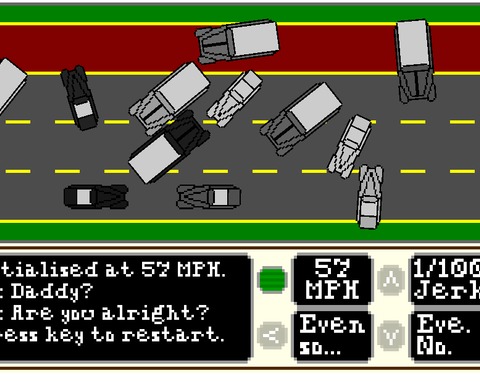 tialised at 57 MPH.
: Daddy?
: Are you alright?
ess key to restart.
57
MPH
A
1/100
Jerk
<
Even
so...
Y
Eve.
No.